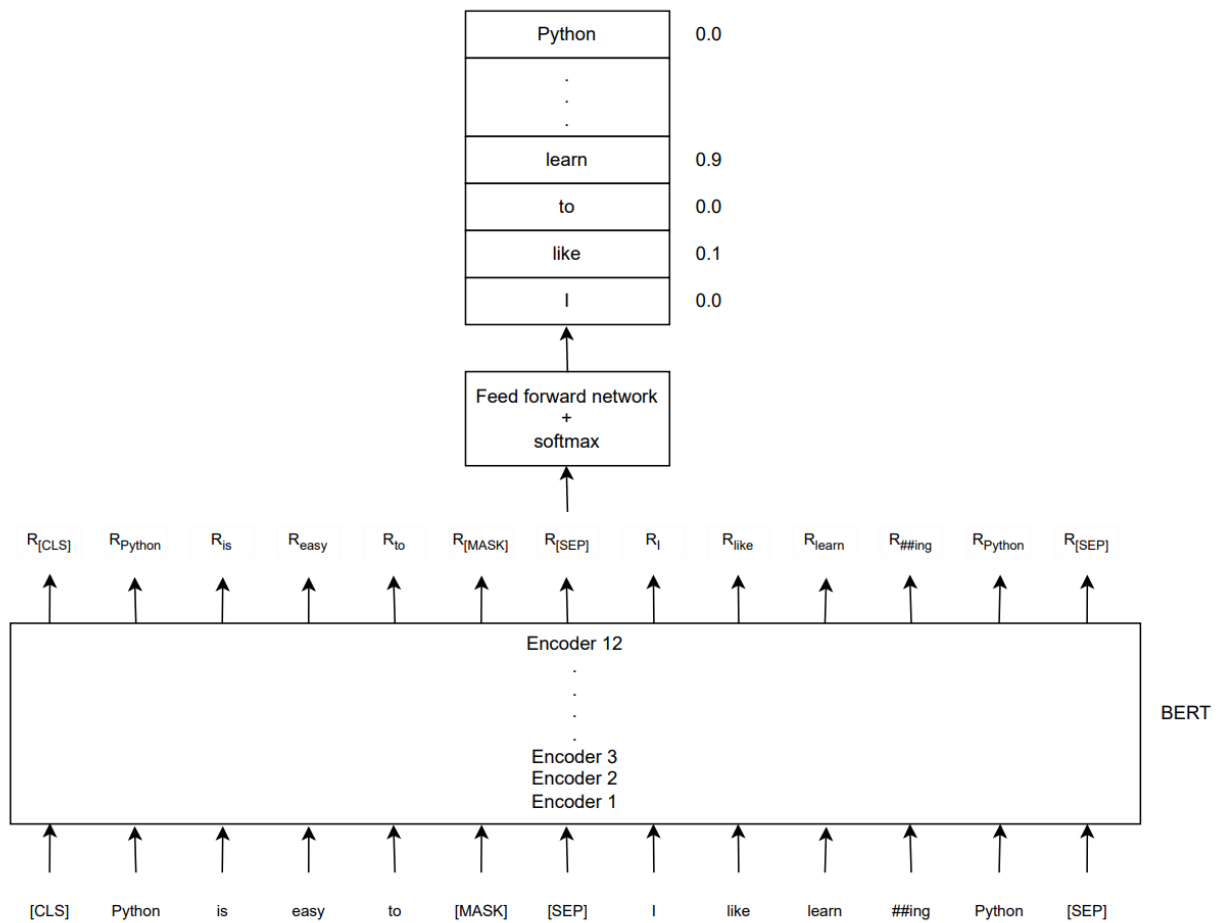 Python 0.0
.
.
.
learn 0.9
to 0.0
like 0.1
I 0.0
Feed forward network
+
softmax
R[CLS] RPython Ris Reasy Rto R[MASK] R[SEP] RI Rlike Rlearn R##ing RPython R[SEP]
Encoder 12
.
.
.
.
BERT
Encoder 3
Encoder 2
Encoder 1
[CLS] Python is easy to [MASK] [SEP] I like learn ##ing Python [SEP]